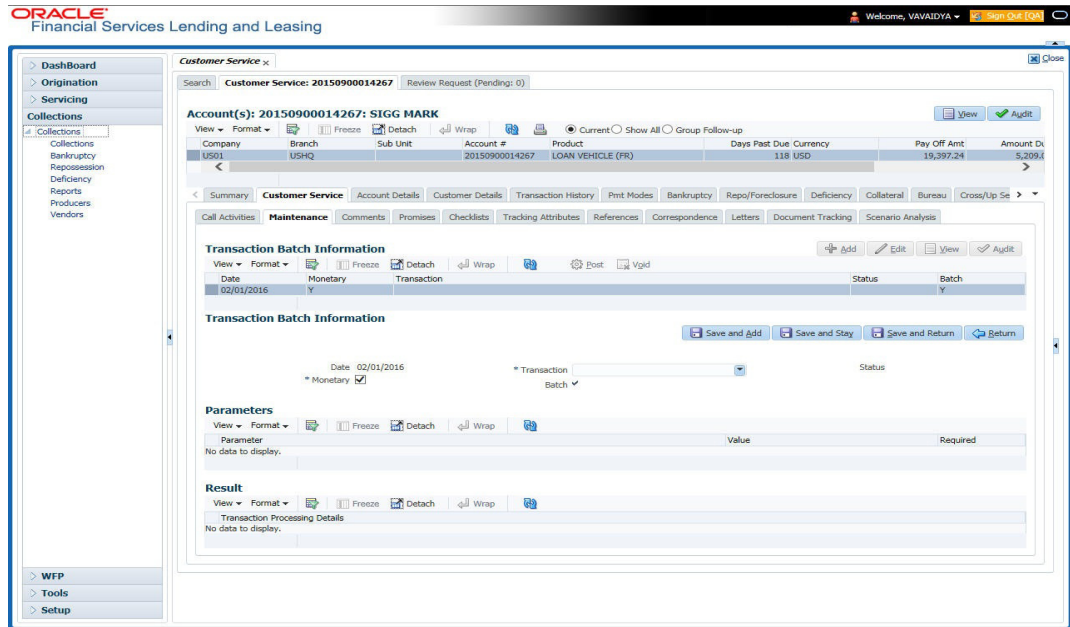 ORACLE
Financial Services Lending and Leasing
Welcome, VAVAIDYA
Sign Out [QA]
DashBoard
Origination
Servicing
Collections
Collections
Collections
Bankruptcy
Repossession
Deficiency
Reports
Producers
Vendors
WFP
Tools
Setup
Customer Service x
Close
Search Customer Service: 20150900014267 Review Request (Pending: 0)
Account(s): 20150900014267: SIGG MARK
View Audit
View Format Freeze Detach Wrap Current Show All Group Follow-up
Company Branch Sub Unit Account # Product Days Past Due Currency Pay Off Amt Amount Du
US01 USHQ 20150900014267 LOAN VEHICLE (FR) 118 USD 19,397.24 5,209.0
Summary Customer Service Account Details Customer Details Transaction History Pmt Modes Bankruptcy Repo/Foreclosure Deficiency Collateral Bureau Cross/Up Se
Call Activities Maintenance Comments Promises Checklists Tracking Attributes References Correspondence Letters Document Tracking Scenario Analysis
Transaction Batch Information
Add Edit View Audit
View Format Freeze Detach Wrap Post Void
Date Monetary Transaction Status Batch
02/01/2016 Y Y
Transaction Batch Information
Save and Add Save and Stay Save and Return Return
Date 02/01/2016 * Transaction Status
* Monetary Batch
Parameters
View Format Freeze Detach Wrap
Parameter Value Required
No data to display.
Result
View Format Freeze Detach Wrap
Transaction Processing Details
No data to display.